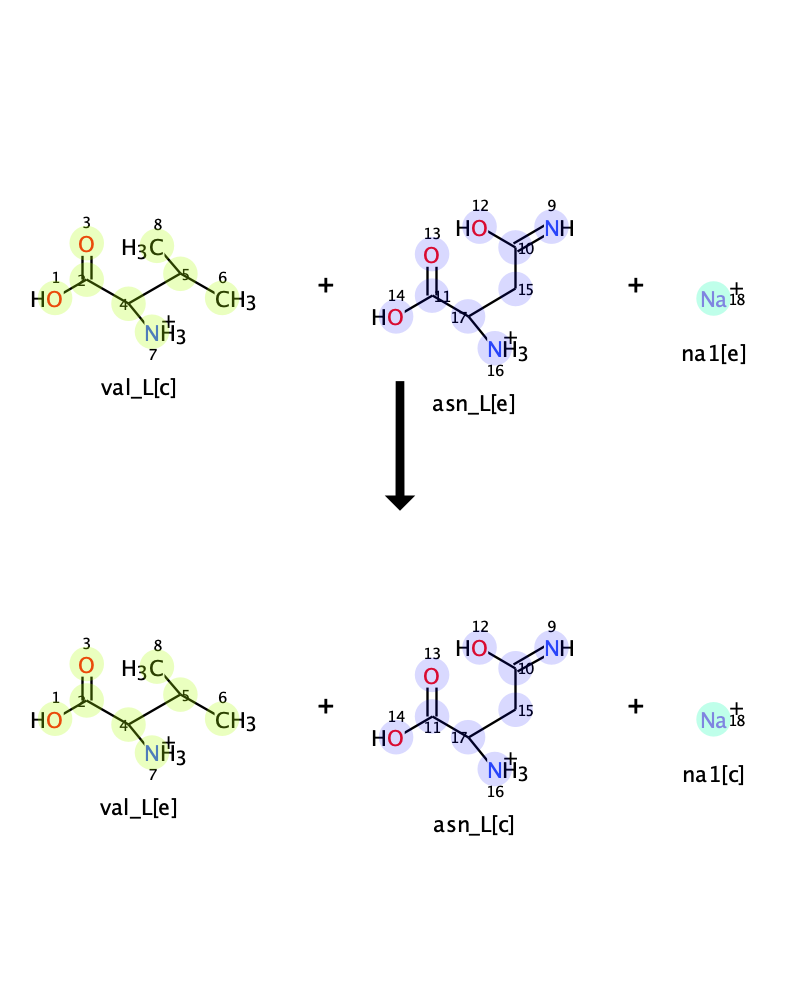 3 8 O H3C 1 2 5 6 HO 4 CH3 + NH3 7
val_L[c]
+
12 9 HO NH 13 10 O 14 11 15 HO 17 + NH3 16
asn_L[e]
+
Na + 18
na1[e]
3 8 O H3C 1 2 5 6 HO 4 CH3 + NH3 7
val_L[e]
+
12 9 HO NH 13 10 O 14 11 15 HO 17 + NH3 16
asn_L[c]
+
Na + 18
na1[c]